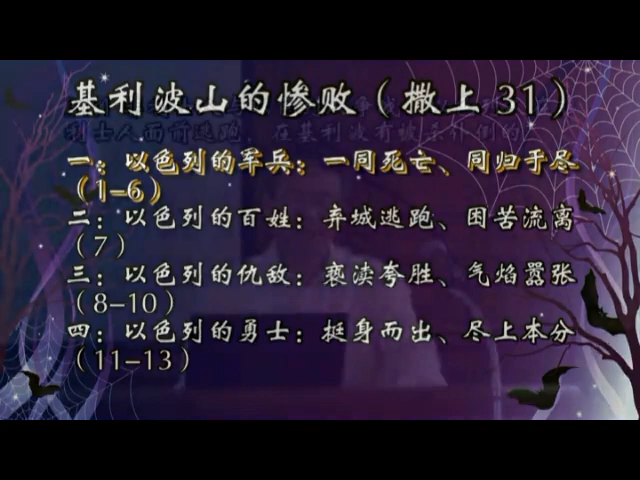 基利波山的惨败（撒上 31）
一：以色列的军兵：一同死亡、同归于尽
（1–6）
二：以色列的百姓：弃城逃跑、困苦流离
（7）
三：以色列的仇敌：亵渎夸胜、气焰嚣张
（8–10）
四：以色列的勇士：挺身而出、尽上本分
（11–13）